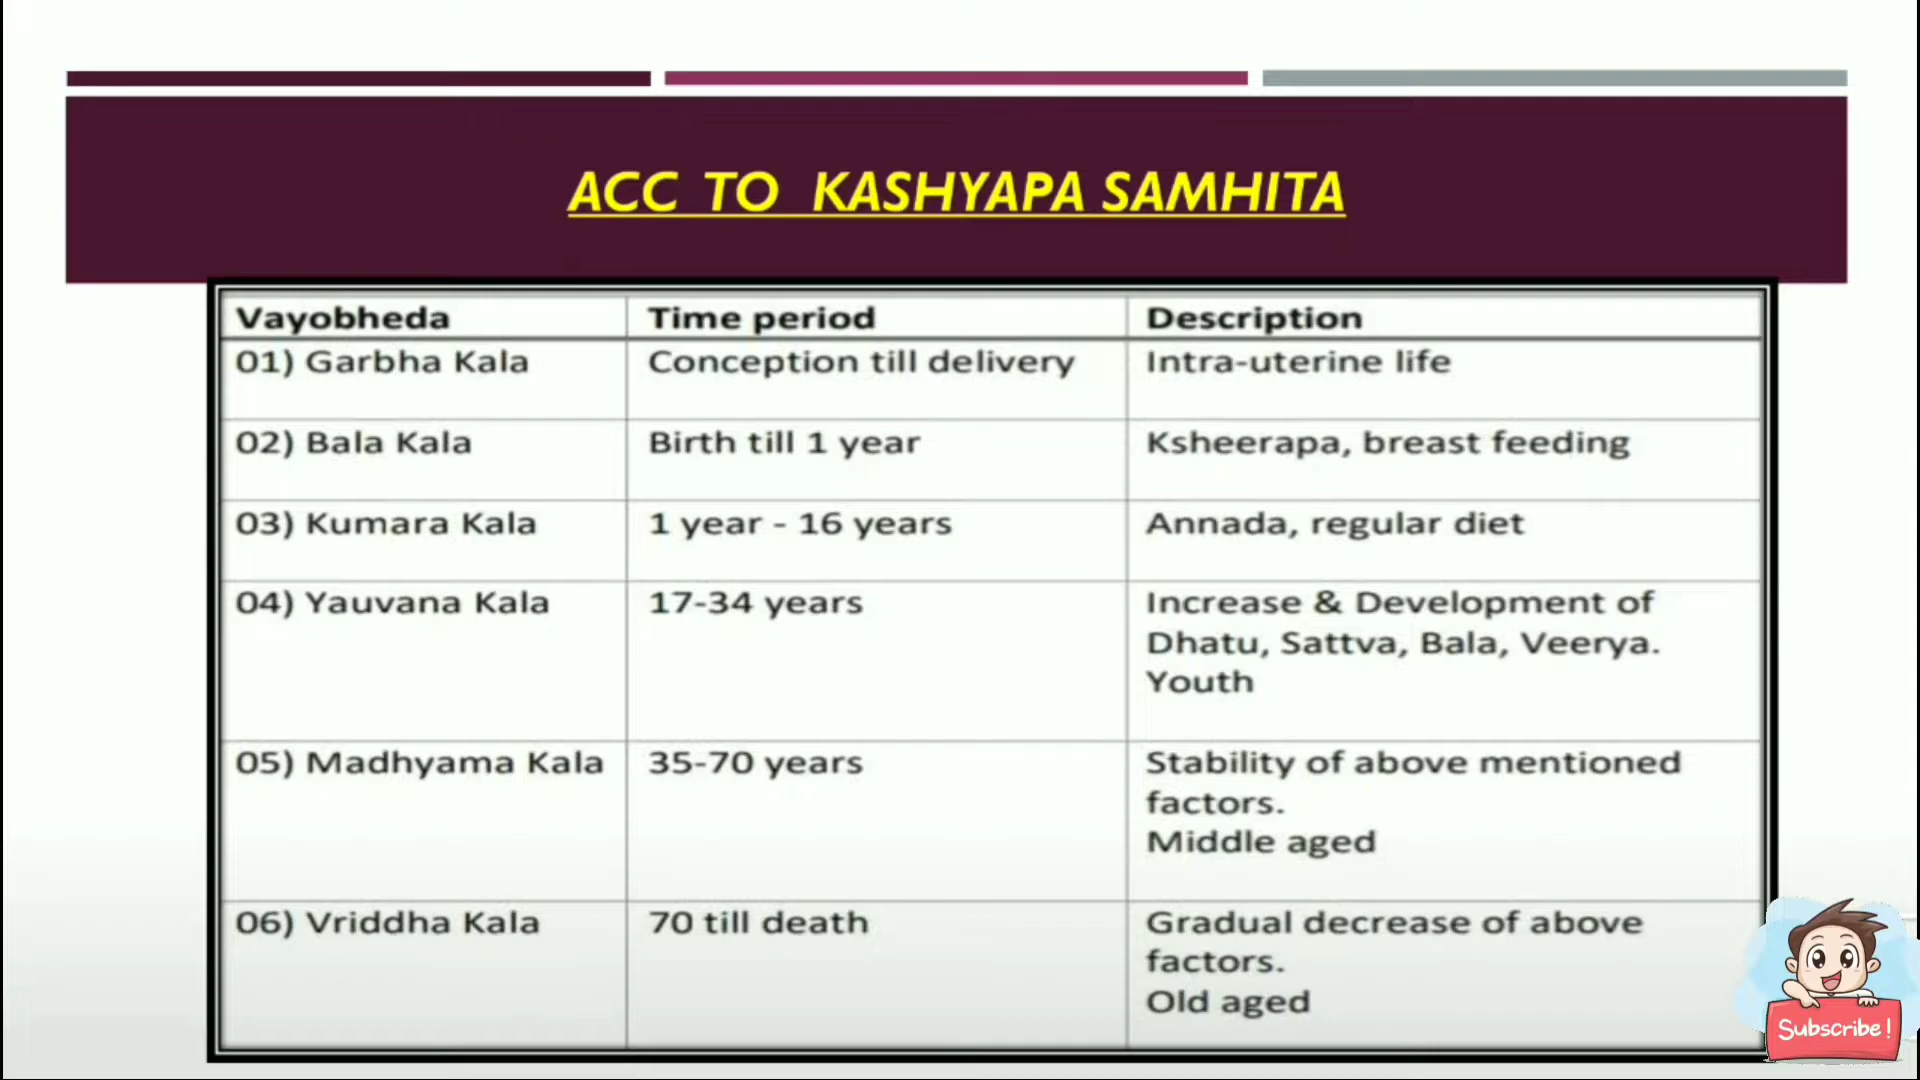 ACC TO KASHYAPA SAMHITA
Vayobheda Time period Description
01) Garbha Kala Conception till delivery Intra-uterine life
02) Bala Kala Birth till 1 year Ksheerapa, breast feeding
03) Kumara Kala 1 year - 16 years Annada, regular diet
04) Yauvana Kala 17-34 years Increase & Development of
Dhatu, Sattva, Bala, Veerya.
Youth
05) Madhyama Kala 35-70 years Stability of above mentioned
factors.
Middle aged
06) Vriddha Kala 70 till death Gradual decrease of above
factors.
Old aged
Subscribe!